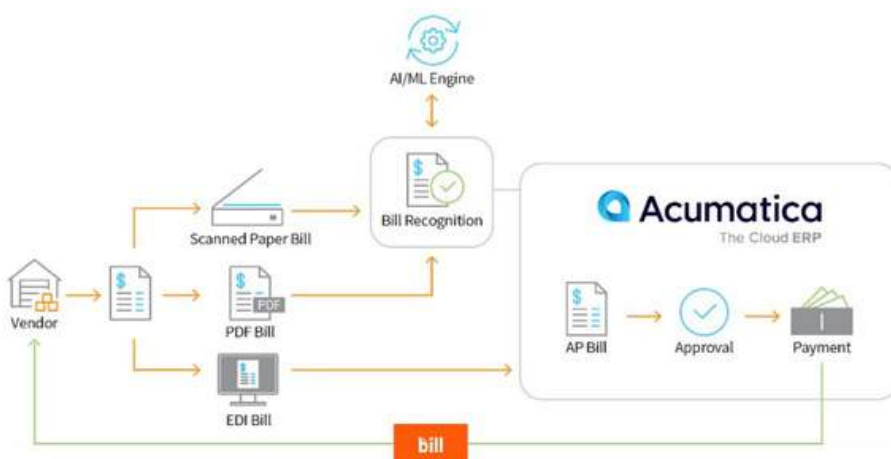 AI/ML Engine
$
Bill Recognition
Scanned Paper Bill
Acumatica
The Cloud ERP
$
Vendor
$
PDF
PDF Bill
$
AP Bill
Approval
Payment
$
EDI Bill
bill